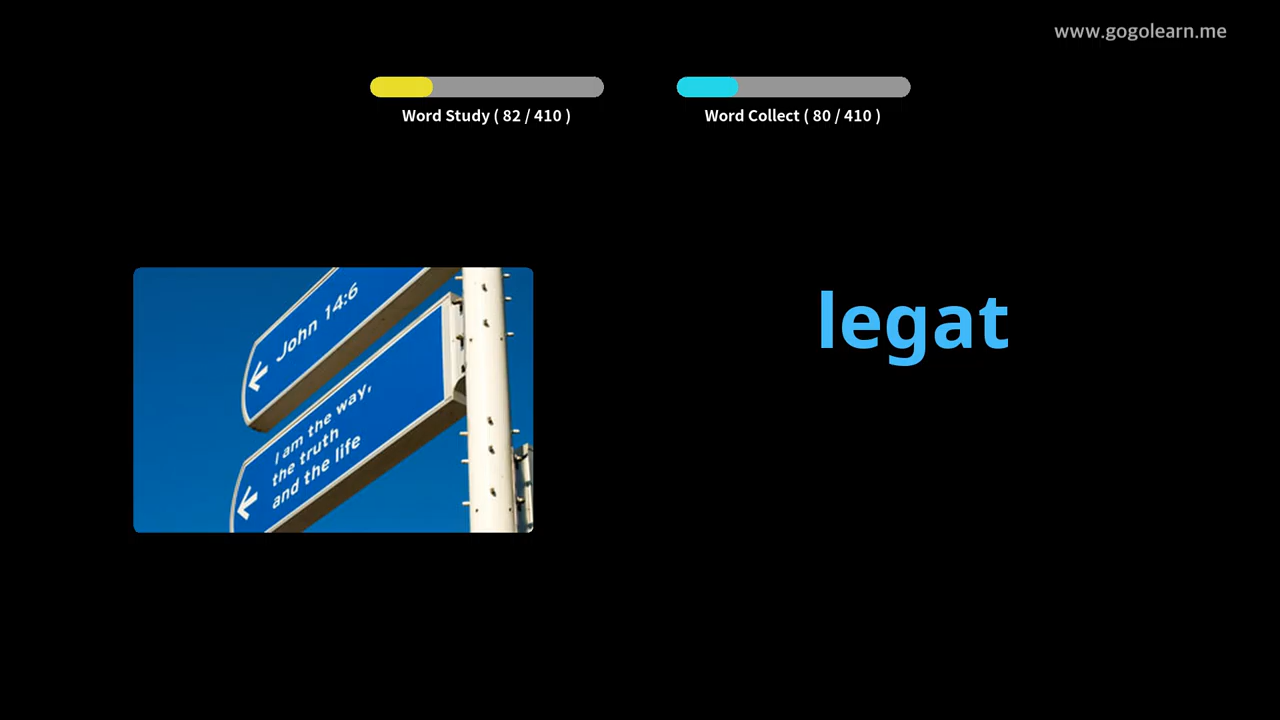 www.gogolearn.me
Word Study ( 82 / 410 )
Word Collect ( 80 / 410 )
John 14:6
I am the way,
the truth
and the life
legat